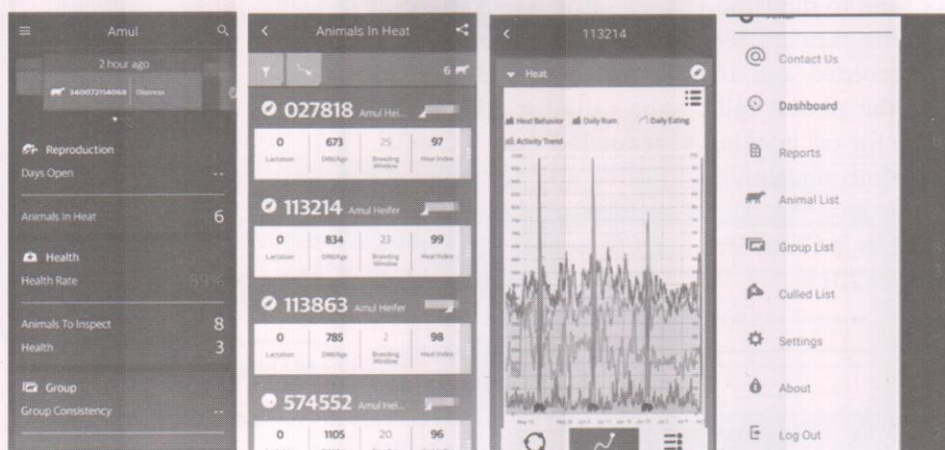 Amul
2 hour ago
340072114068 Distress
Reproduction
Days Open --
Animals In Heat 6
Health
Health Rate 89%
Animals To Inspect 8
Health 3
Group
Group Consistency --
Animals In Heat
6
027818 Amul Hei...
0 673 25 97
Lactation DIM/Age Breeding Window Heat Index
113214 Amul Heifer
0 834 23 99
Lactation DIM/Age Breeding Window Heat Index
113863 Amul Heifer
0 785 2 98
Lactation DIM/Age Breeding Window Heat Index
574552 Amul Hei...
0 1105 20 96
113214
Heat
Heat Behavior Daily Rum. Daily Eating
Activity Trend
Contact Us
Dashboard
Reports
Animal List
Group List
Culled List
Settings
About
Log Out